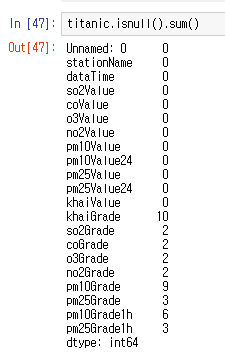 In [47]: titanic.isnull().sum()
Out[47]: Unnamed: 0 0
stationName 0
dataTime 0
so2Value 0
coValue 0
o3Value 0
no2Value 0
pm10Value 0
pm10Value24 0
pm25Value 0
pm25Value24 0
khaiValue 0
khaiGrade 10
so2Grade 2
coGrade 2
o3Grade 2
no2Grade 2
pm10Grade 9
pm25Grade 3
pm10Grade1h 6
pm25Grade1h 3
dtype: int64